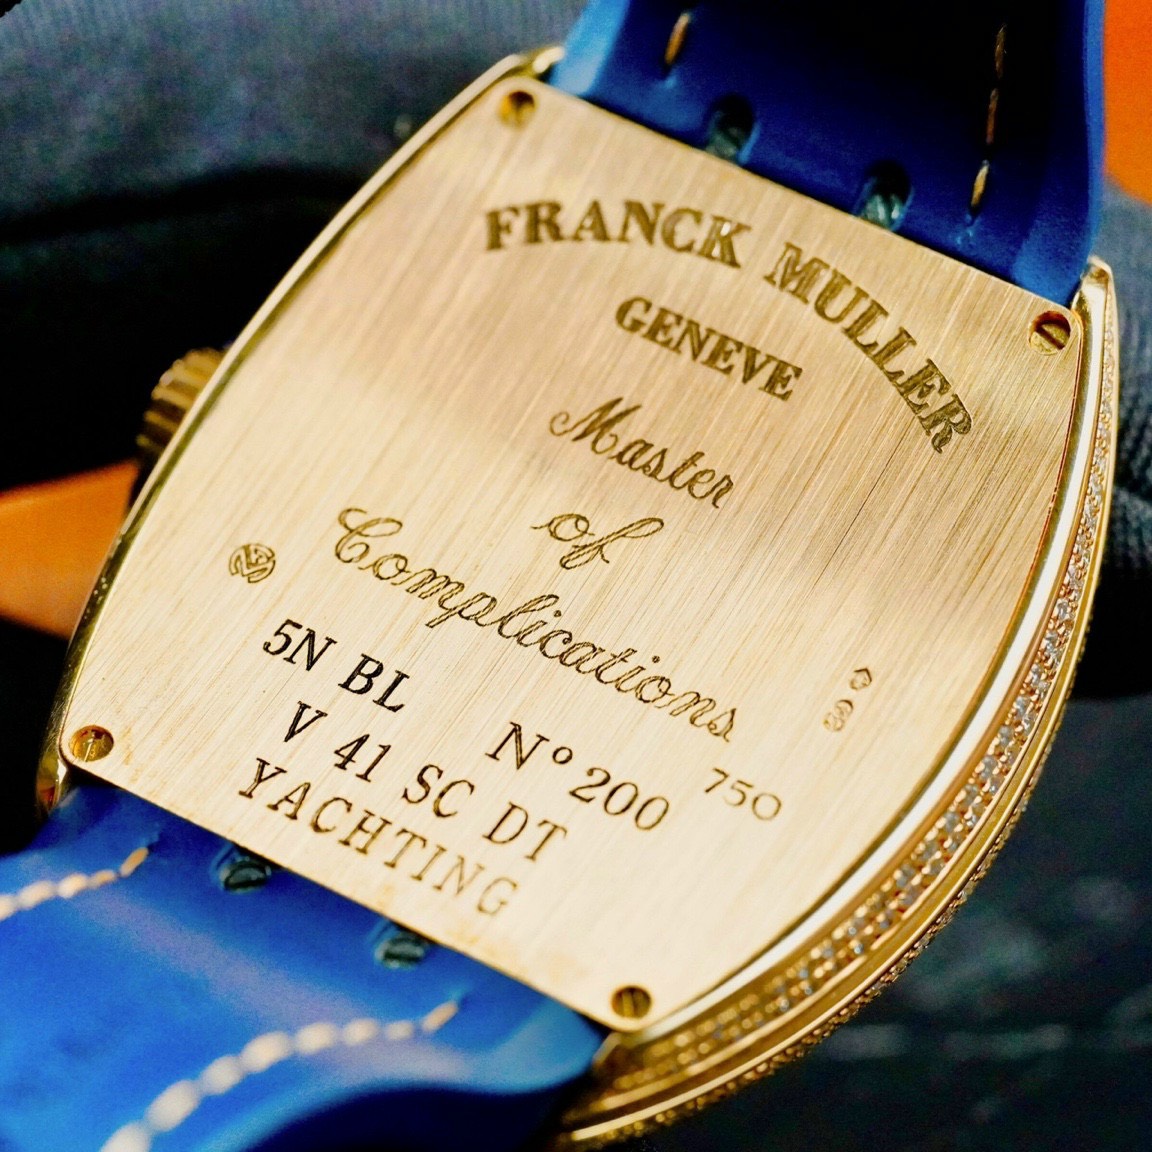 FRANCK MULLER
GENEVE
Master
of
Complications
5N BL
N° 200
750
V 41 SC DT
YACHTING